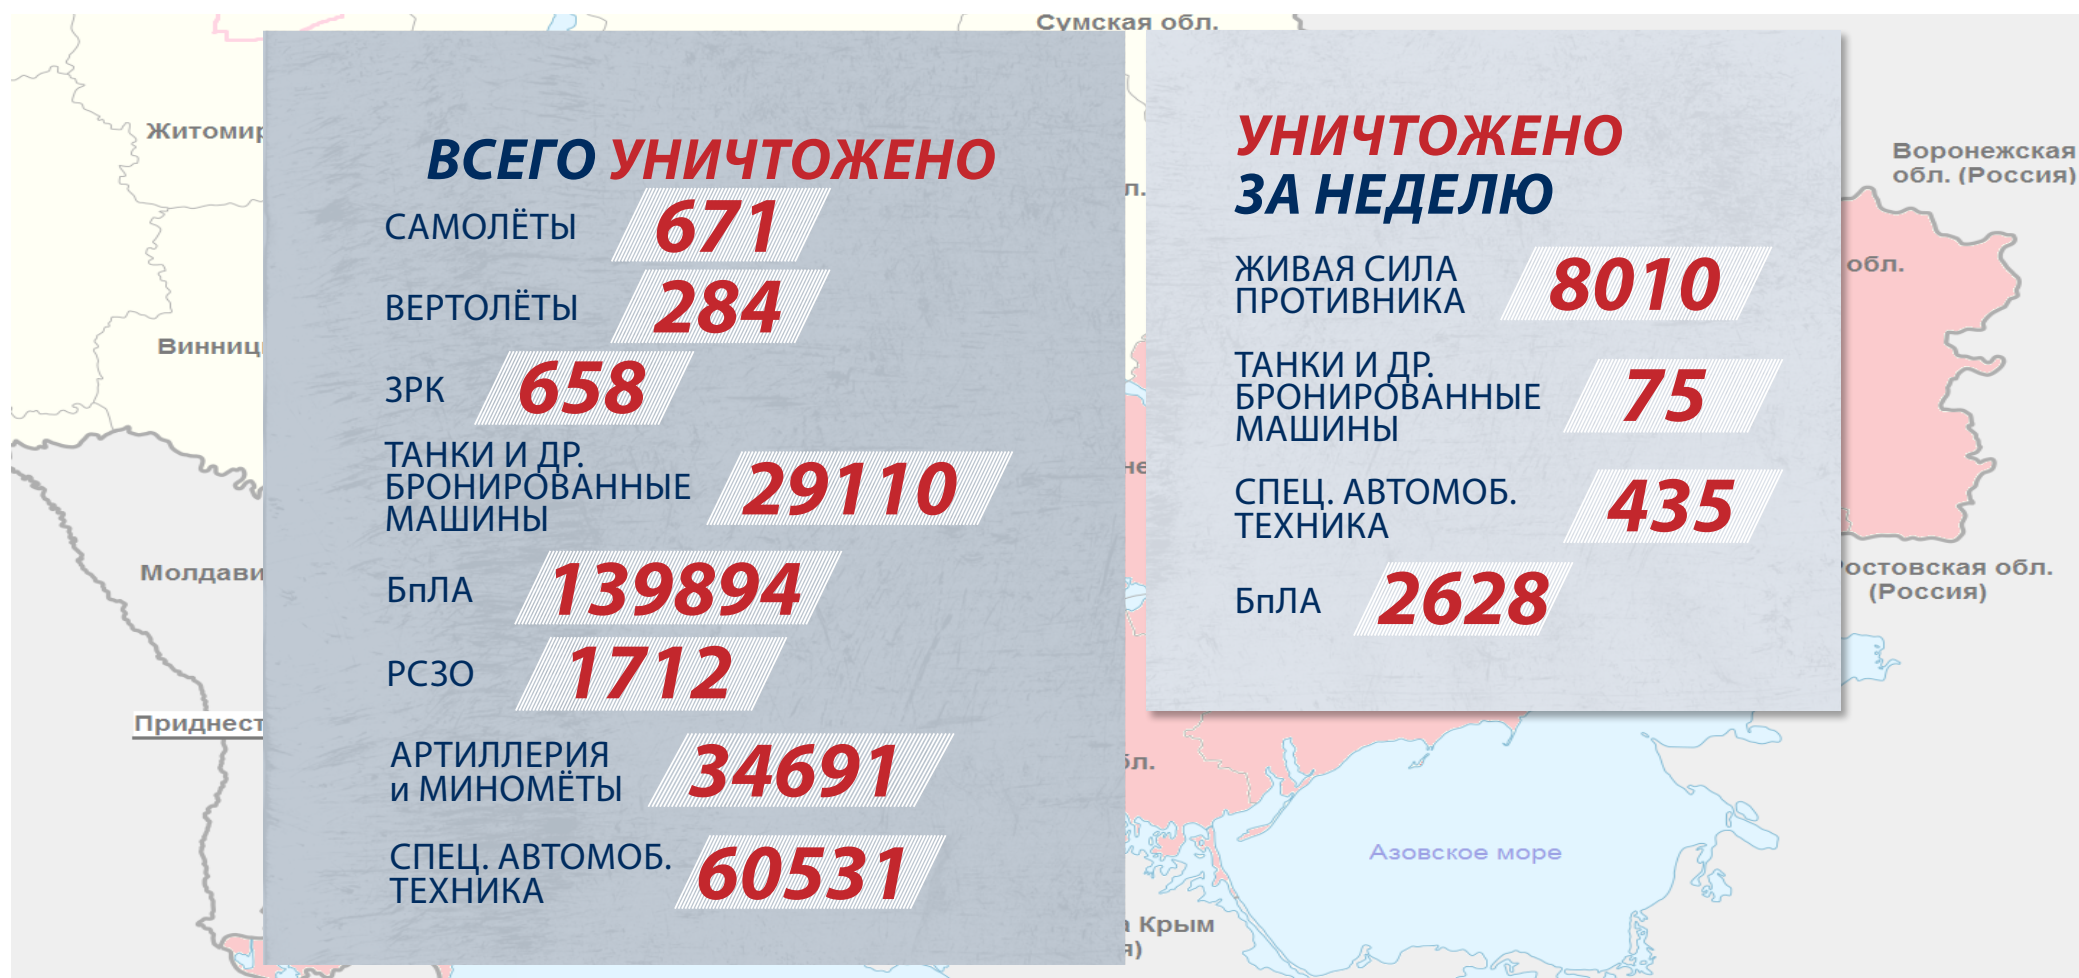 Сумская обл.
Житомир
Винниц
Молдави
Приднест
ВСЕГО УНИЧТОЖЕНО
САМОЛЁТЫ 671
ВЕРТОЛЁТЫ 284
ЗРК 658
ТАНКИ И ДР.
БРОНИРОВАННЫЕ
МАШИНЫ 29110
БпЛА 139894
РСЗО 1712
АРТИЛЛЕРИЯ
и МИНОМЁТЫ 34691
СПЕЦ. АВТОМОБ.
ТЕХНИКА 60531
УНИЧТОЖЕНО
ЗА НЕДЕЛЮ
ЖИВАЯ СИЛА
ПРОТИВНИКА 8010
ТАНКИ И ДР.
БРОНИРОВАННЫЕ
МАШИНЫ 75
СПЕЦ. АВТОМОБ.
ТЕХНИКА 435
БпЛА 2628
Воронежская
обл. (Россия)
обл.
остовская обл.
(Россия)
Азовское море
Крым